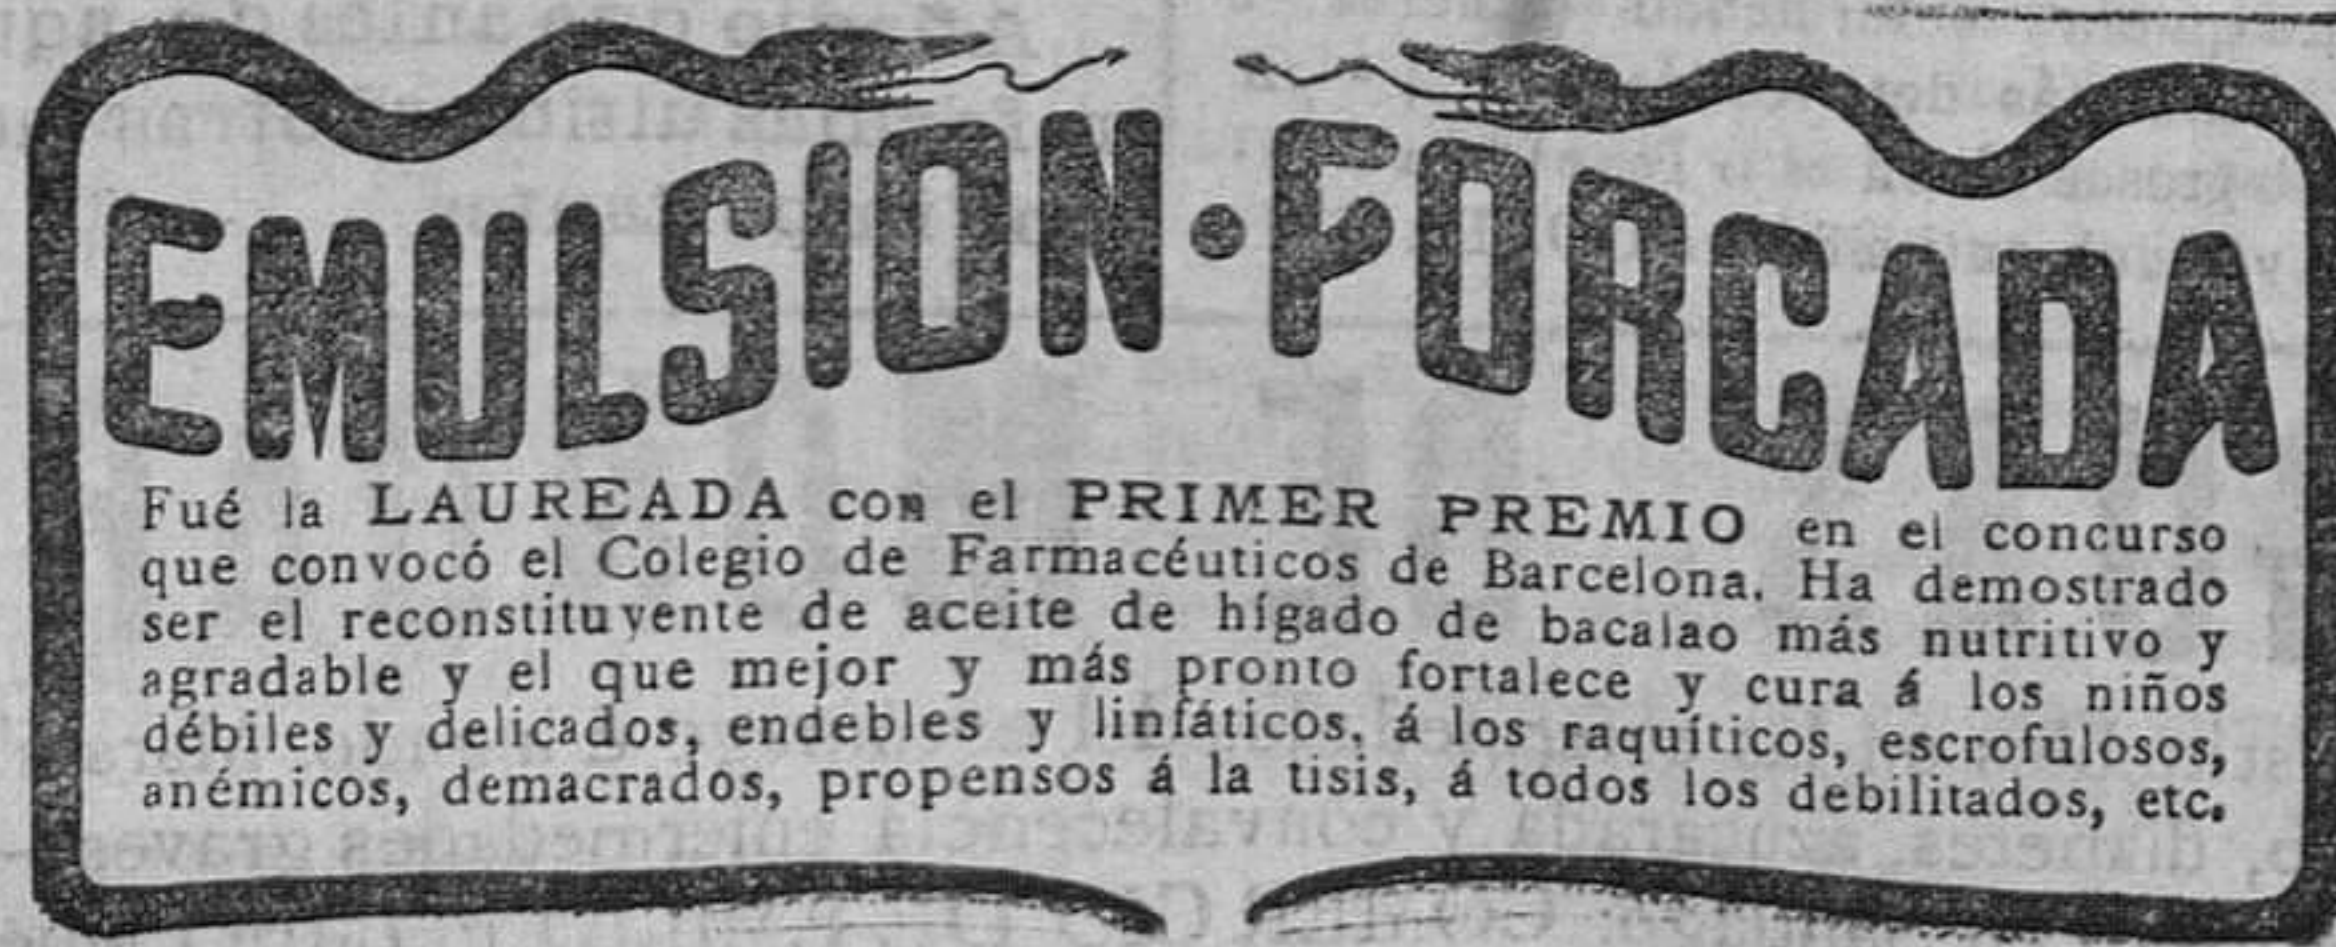 EMULSION·FORCADA
Fué la LAUREADA con el PRIMER PREMIO en el concurso
que convocó el Colegio de Farmacéuticos de Barcelona. Ha demostrado
ser el reconstituyente de aceite de hígado de bacalao más nutritivo y
agradable y el que mejor y más pronto fortalece y cura á los niños
débiles y delicados, endebles y linfáticos, á los raquíticos, escrofulosos,
anémicos, demacrados, propensos á la tisis, á todos los debilitados, etc.